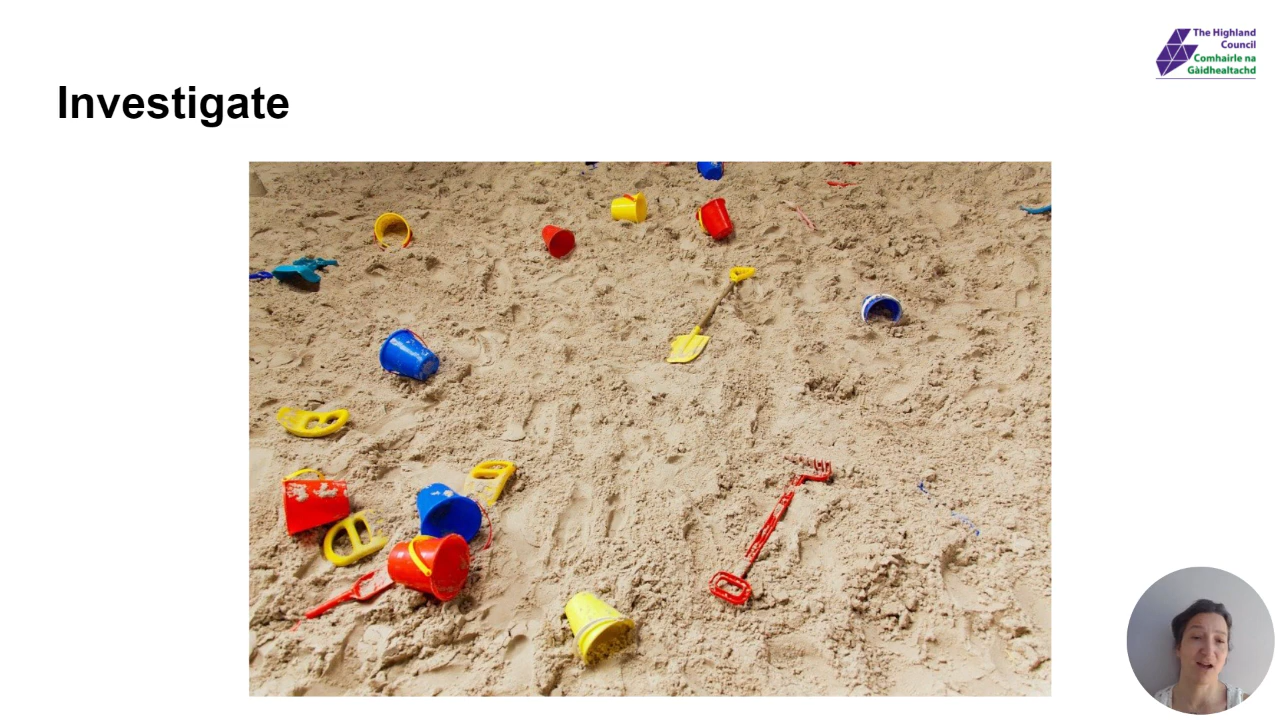 The Highland
Council
Comhairle na
Gàidhealtachd
Investigate